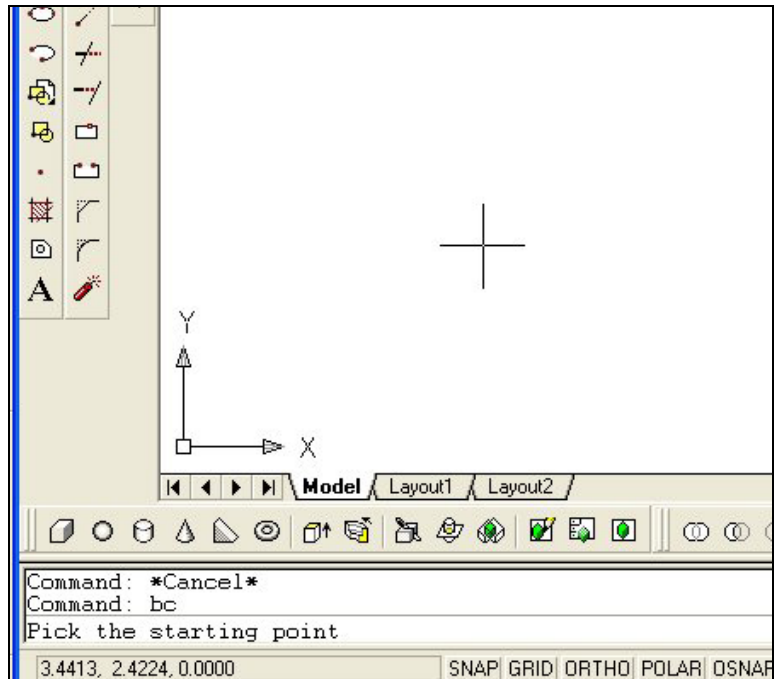 A
Y
X
Model Layout1 Layout2
Command: *Cancel*
Command: bc
Pick the starting point
3.4413, 2.4224, 0.0000 SNAP GRID ORTHO POLAR OSNAP